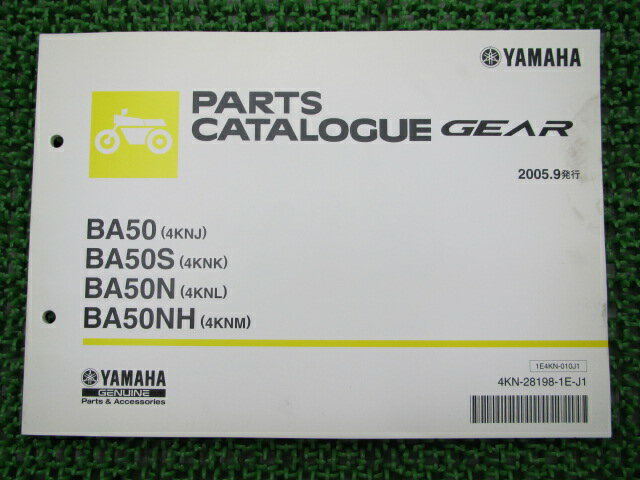 YAMAHA
PARTS
CATALOGUE GEAR
2005.9発行
BA50 (4KNJ)
BA50S (4KNK)
BA50N (4KNL)
BA50NH (4KNM)
YAMAHA
GENUINE
Parts & Accessories
1E4KN-010J1
4KN-28198-1E-J1